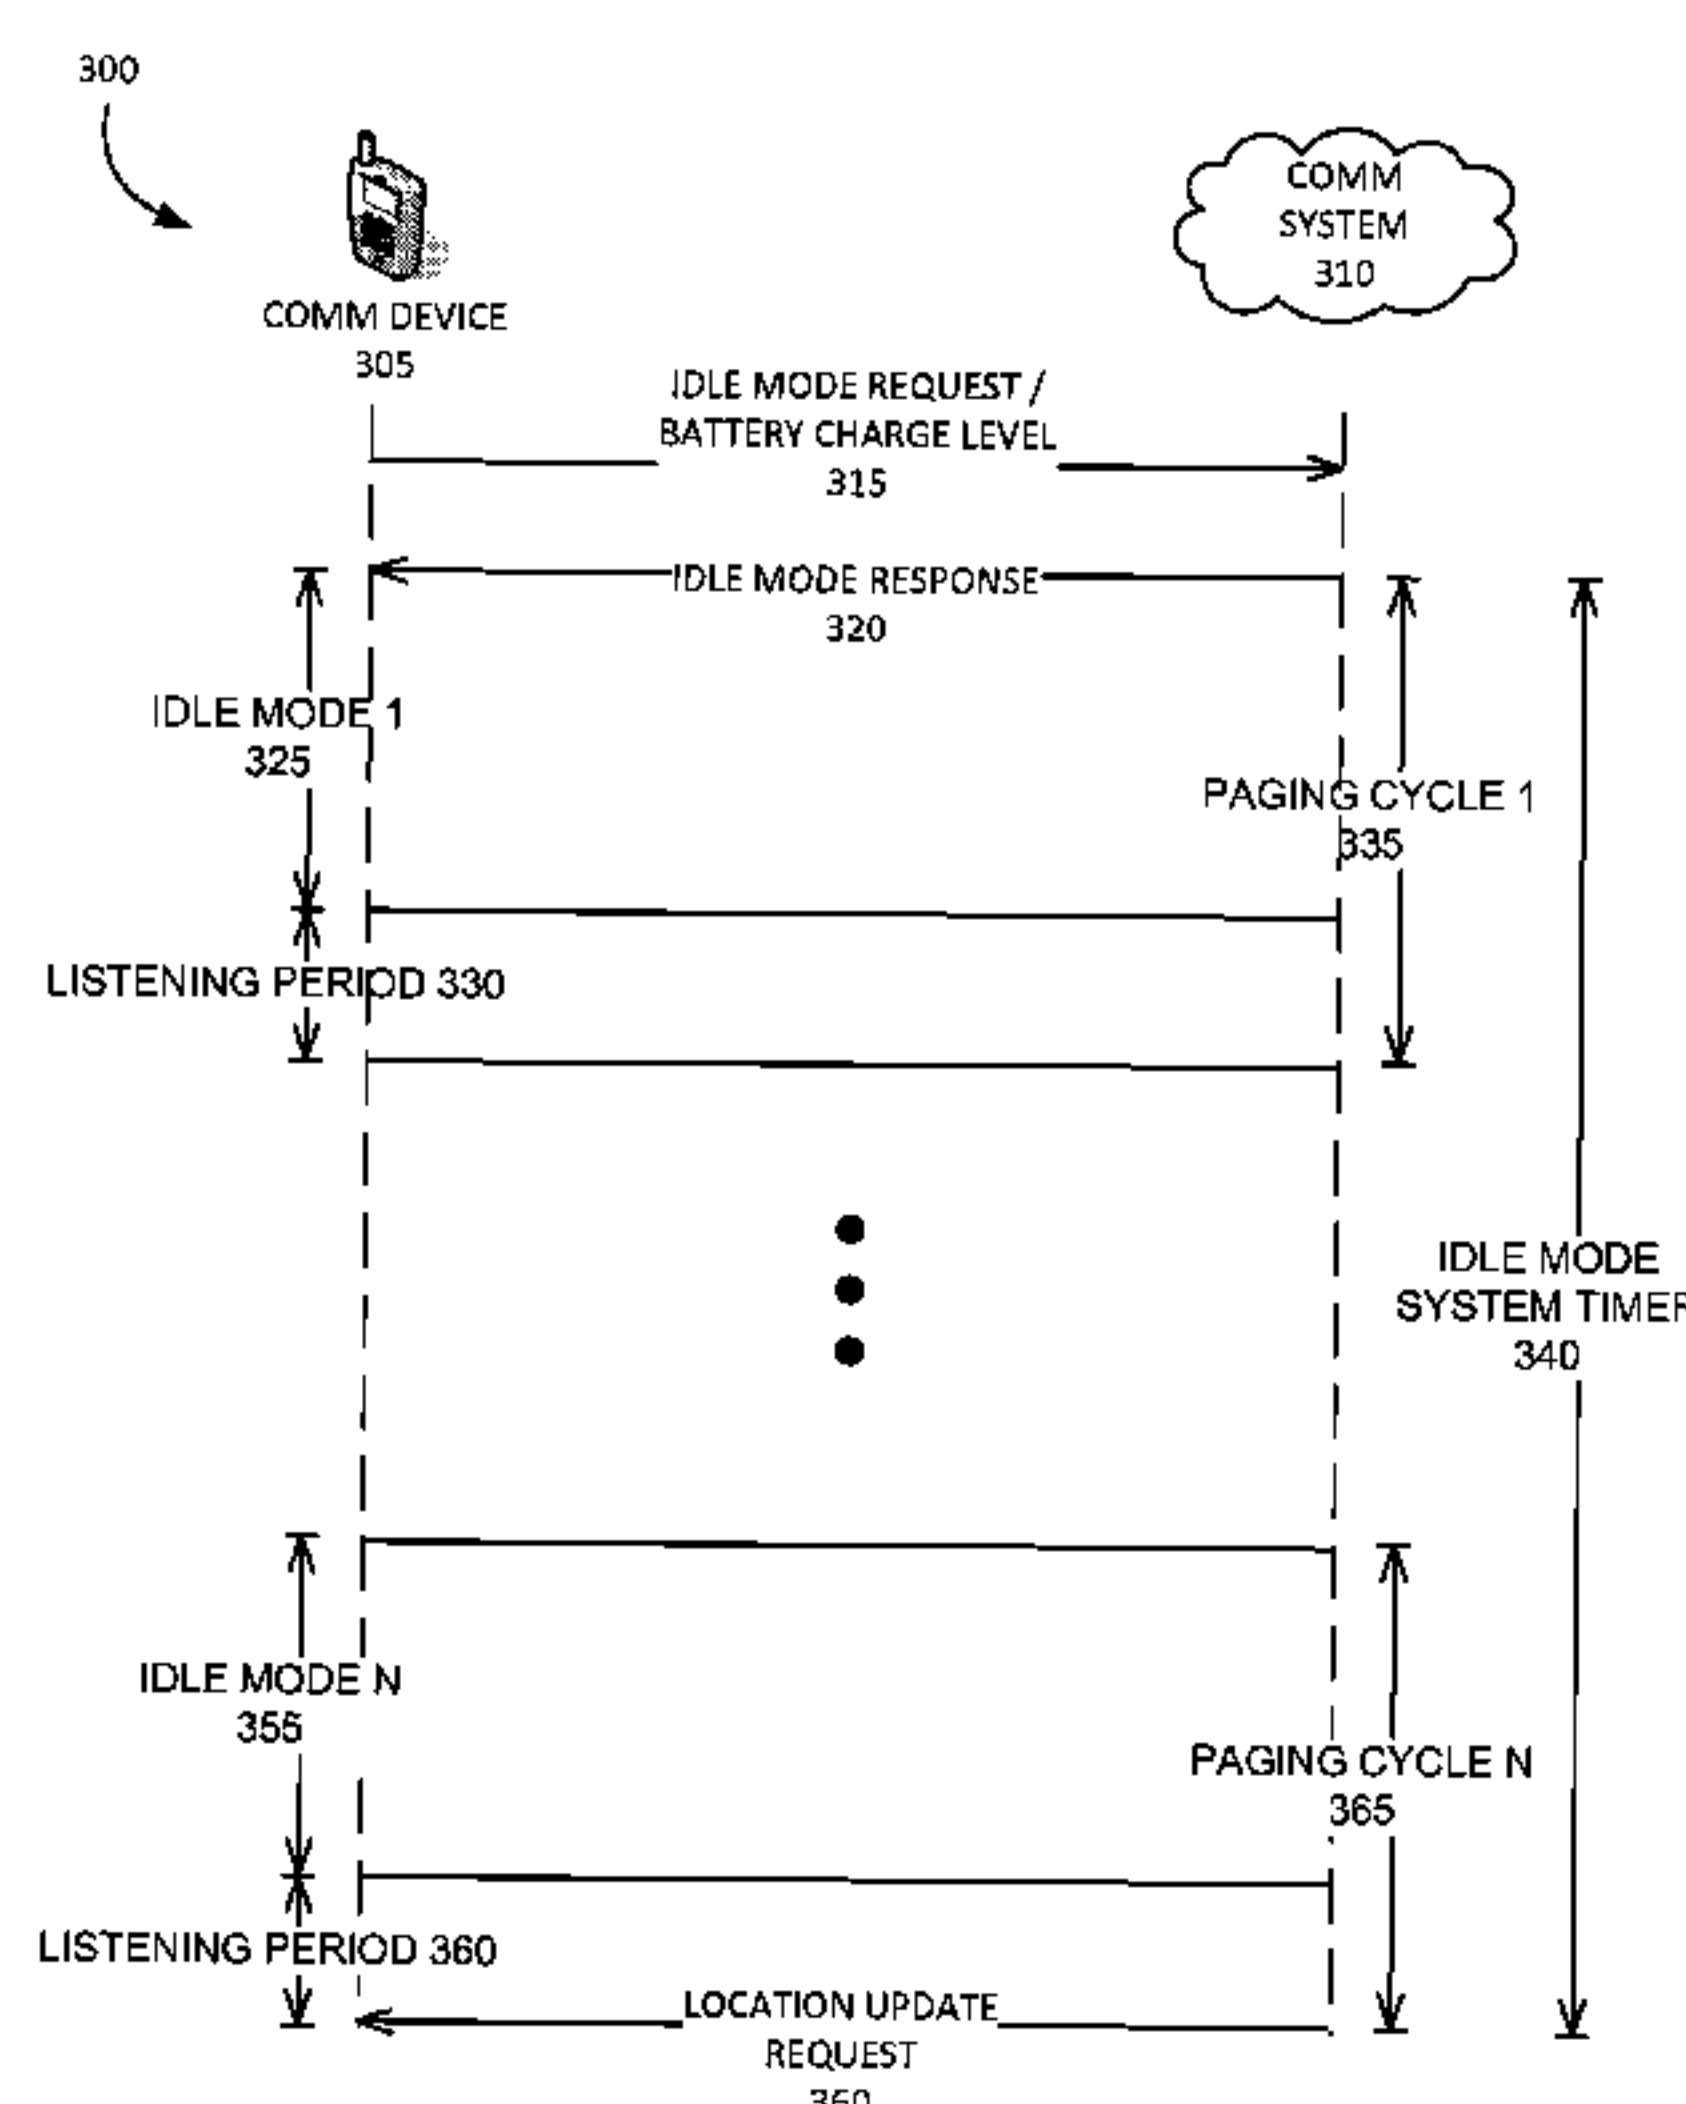 300
COMM
SYSTEM
310
COMM DEVICE
305
IDLE MODE REQUEST /
BATTERY CHARGE LEVEL
315
IDLE MODE RESPONSE
320
IDLE MODE 1
325
PAGING CYCLE 1
335
LISTENING PERIOD 330
IDLE MODE
SYSTEM TIMER
340
IDLE MODE N
355
PAGING CYCLE N
365
LISTENING PERIOD 360
LOCATION UPDATE
REQUEST